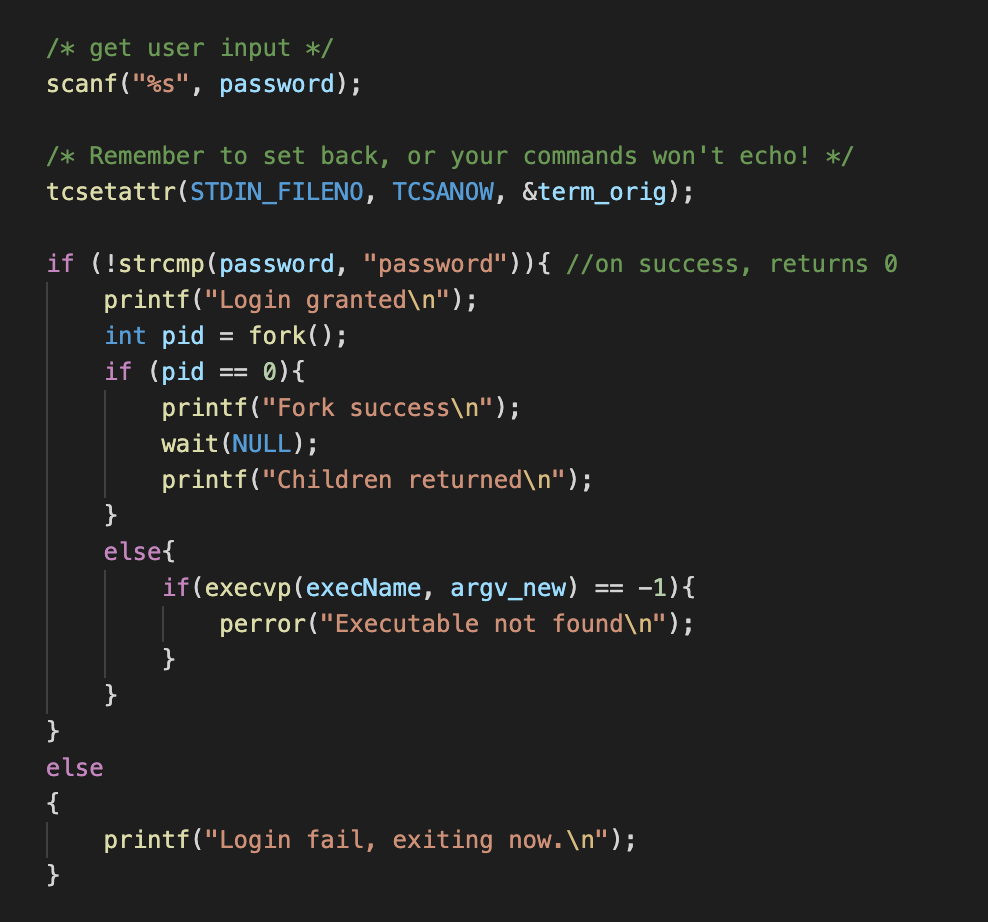 /* get user input */
scanf("%s", password);
/* Remember to set back, or your commands won't echo! */
tcsetattr(STDIN_FILENO, TCSANOW, &term_orig);
if (!strcmp(password, "password")){ //on success, returns 0
printf("Login granted\n");
int pid = fork();
if (pid == 0){
printf("Fork success\n");
wait(NULL);
printf("Children returned\n");
}
else{
if(execvp(execName, argv_new) == -1){
perror("Executable not found\n");
}
}
}
else
{
printf("Login fail, exiting now.\n");
}